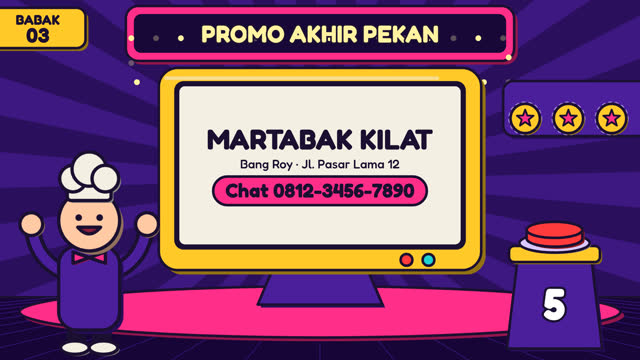 BABAK
03
PROMO AKHIR PEKAN
MARTABAK KILAT
Bang Roy · Jl. Pasar Lama 12
Chat 0812-3456-7890
5